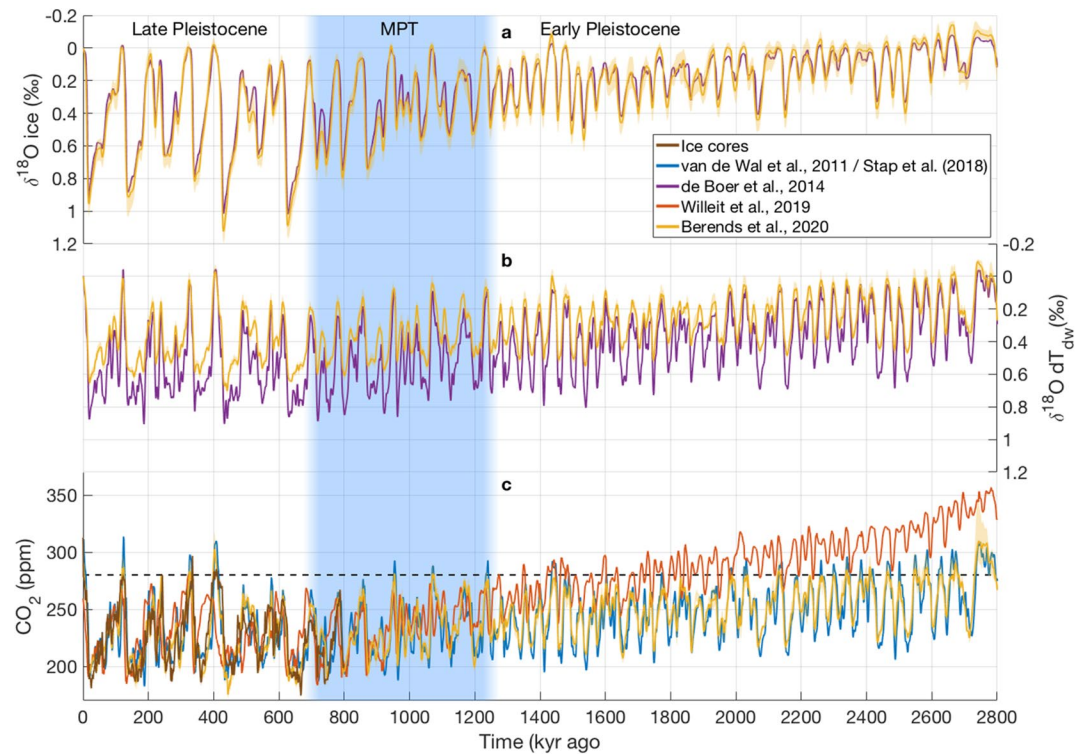 Late Pleistocene MPT a Early Pleistocene
-0.2
0
0.2
0.4
0.6
0.8
1
1.2
δ18O ice (‰)
Ice cores
van de Wal et al., 2011 / Stap et al. (2018)
de Boer et al., 2014
Willeit et al., 2019
Berends et al., 2020
b
-0.2
0
0.2
0.4
0.6
0.8
1
1.2
δ18O dTdw(‰)
c
350
300
250
200
CO2 (ppm)
0 200 400 600 800 1000 1200 1400 1600 1800 2000 2200 2400 2600 2800
Time (kyr ago